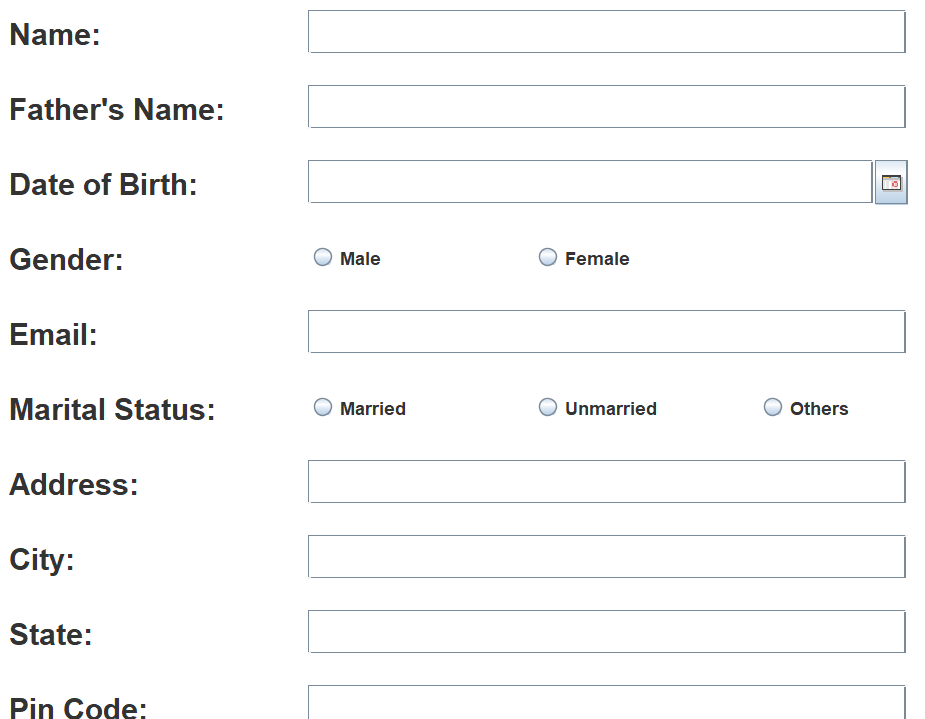 Name:
Father's Name:
Date of Birth:
Gender: Male Female
Email:
Marital Status: Married Unmarried Others
Address:
City:
State:
Pin Code: